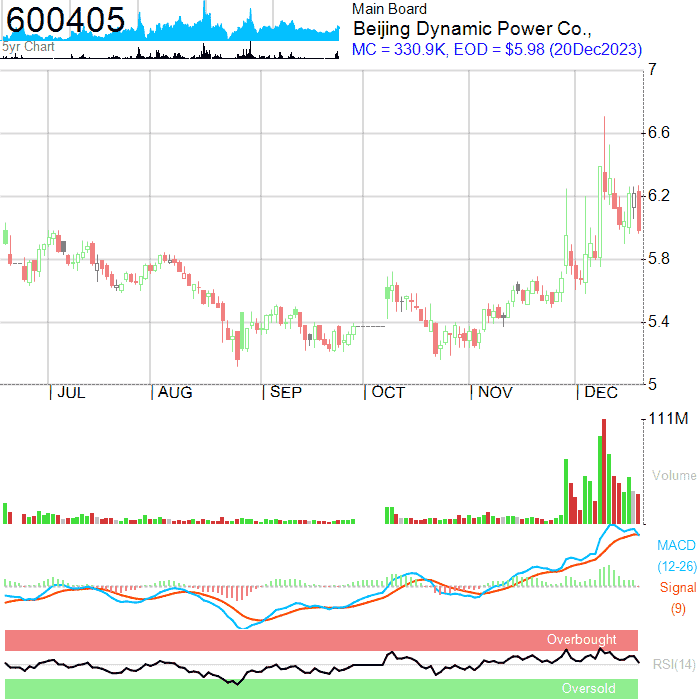 600405
5yr Chart
Main Board
Beijing Dynamic Power Co.,
MC = 330.9K, EOD = $5.98 (20Dec2023)
7
6.6
6.2
5.8
5.4
5
JUL AUG SEP OCT NOV DEC
111M
Volume
MACD
(12-26)
Signal
(9)
Overbought
RSI(14)
Oversold